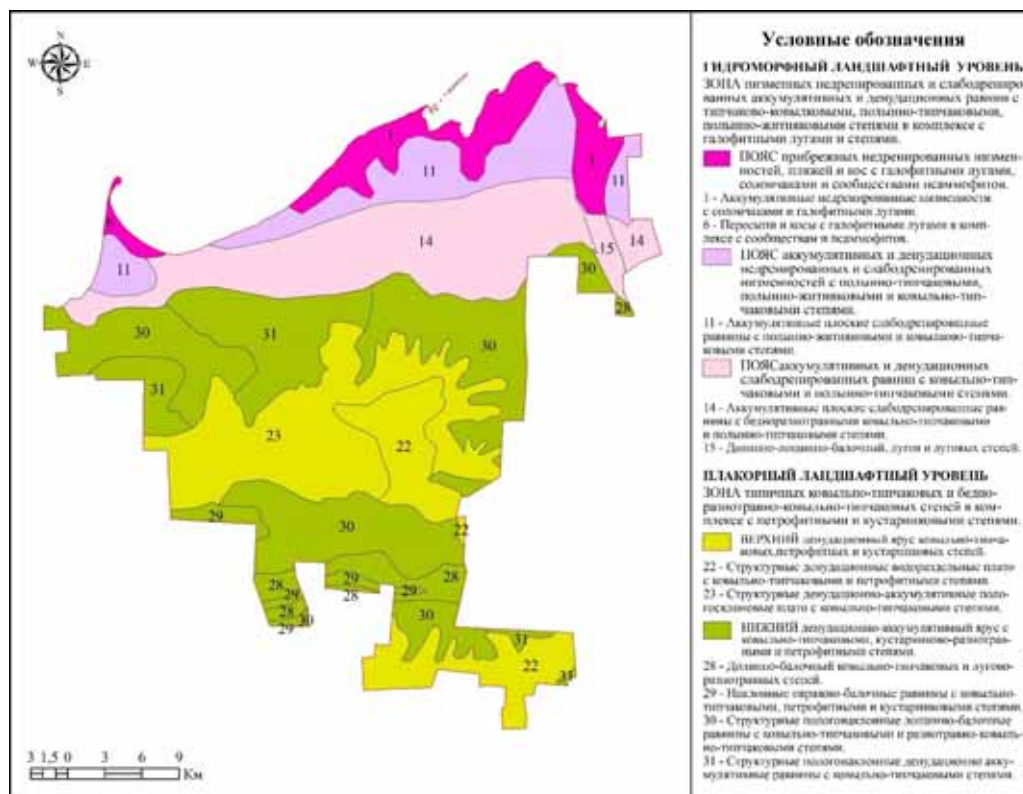 N
W E
S
1
1
11
11
11
14
14
15
30
28
30
31
30
31
23
22
29
30
22
28
29
28
29
28
29
30
28
29
30
29
31
22
31
3 1,5 0 3 6 9
Км
Условные обозначения
ГИДРОМОРФНЫЙ ЛАНДШАФТНЫЙ УРОВЕНЬ
ЗОНА низменных недренированных и слабодрениро
ванных аккумулятивных и денудационных равнин с
типчаково-ковылковыми, полынно-типчаковыми,
полынно-житняковыми степями в комплексе с
галофитными лугами и степями.
ПОЯС прибрежных недренированных низмен-
ностей, пляжей и кос с галофитными лугами,
солончаками и сообществами псаммофитов.
1 - Аккумулятивные недренированные низменности
с солончаками и галофитными лугами.
6 - Пересыпи и косы с галофитными лугами в комп-
лексе с сообществам и псаммофитов.
ПОЯС аккумулятивных и денудационных
недренированных и слабодренированных
низменностей с полынно-типчаковыми,
полынно-житняковыми и ковыльно-тип-
чаковыми степями.
11 - Аккумулятивные плоские слабодренированные
равнины с полынно-житняковыми и ковыльно-типча-
ковыми степями.
ПОЯСаккумулятивных и денудационных
слабодренированных равнин с ковыльно-тип-
чаковыми и полынно-типчаковыми степями.
14 - Аккумулятивные плоские слабодренированные рав-
нины с беднoразнотравными ковыльно-типчаковыми
и полынно-типчаковыми степями.
15 - Долинно-лощинно-балочный, лугов и луговых степей.
ПЛАКОРНЫЙ ЛАНДШАФТНЫЙ УРОВЕНЬ
ЗОНА типичных ковыльно-типчаковых и бедно-
разнотравно-ковыльно-типчаковых степей в ком-
плексе с петрофитными и кустарниковыми степями.
ВЕРХНИЙ денудационный ярус ковыльно-типча-
ковых,петрофитных и кустарниковых степей.
22 - Структурные денудационные водораздельные плато
с ковыльно-типчаковыми и петрофитными степями.
23 - Структурные денудационно-аккумулятивные поло-
госклоновые плато с ковыльно-типчаковыми степями.
НИЖНИЙ денудационно-аккумулятивный ярус с
ковыльно-типчаковыми, кустарниково-разнотрав-
ными и петрофитными степями.
28 - Долинно-балочный ковыльно-типчаковых и лугово-
разнотравных степей.
29 - Наклонные овражно-балочные равнины с ковыльно-
типчаковыми, петрофитными и кустарниковыми степями.
30 - Структурные пологонаклонные лощинно-балочные
равнины с ковыльно-типчаковыми и разнотравно-ковыль-
но-типчаковыми степями.
31 - Структурные пологонаклонные денудационно акку-
мулятивные равнины с ковыльно-типчаковыми степями.